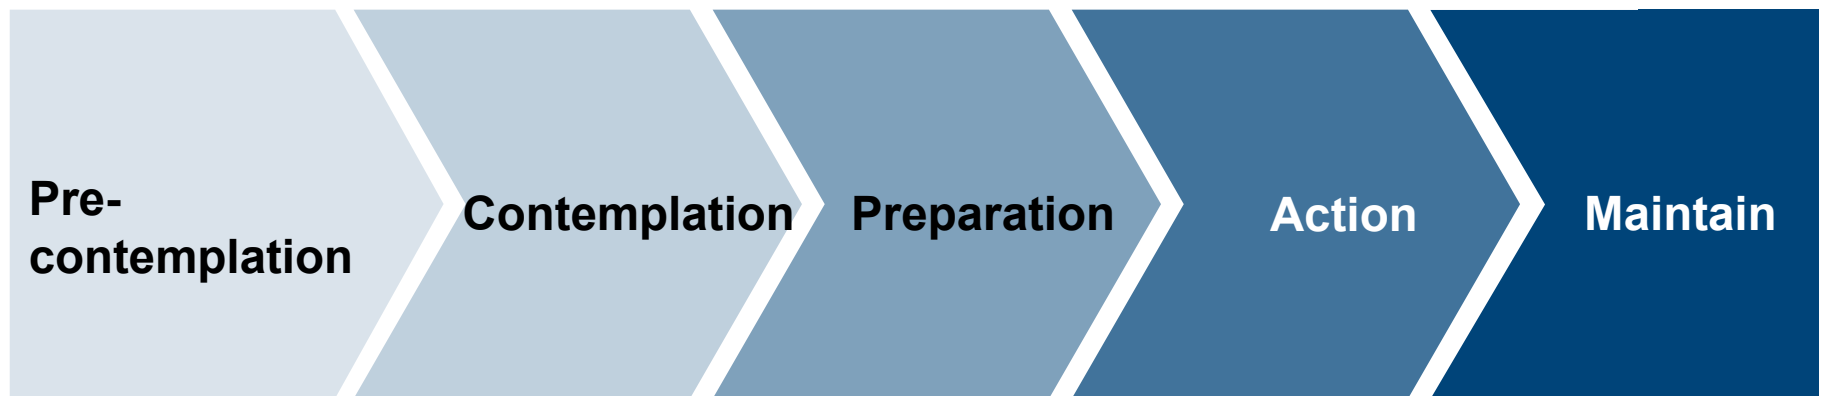 Pre-
contemplation
Contemplation
Preparation
Action
Maintain